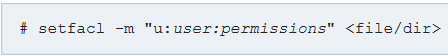 # setfacl -m "u:user:permissions" <file/dir>